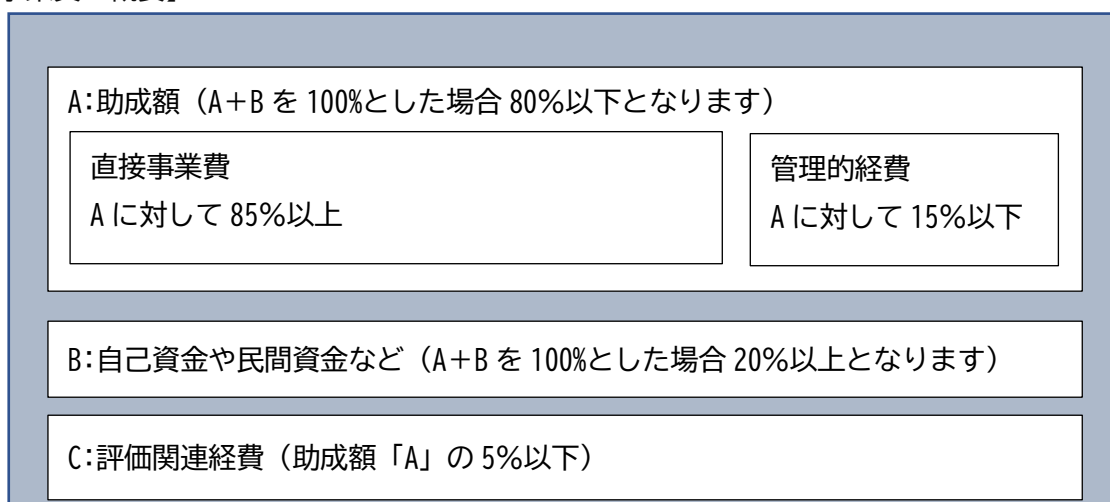 A:助成額（A＋B を 100%とした場合 80%以下となります）
直接事業費
A に対して 85%以上
管理的経費
A に対して 15%以下
B:自己資金や民間資金など（A＋B を 100%とした場合 20%以上となります）
C:評価関連経費（助成額「A」の 5%以下）